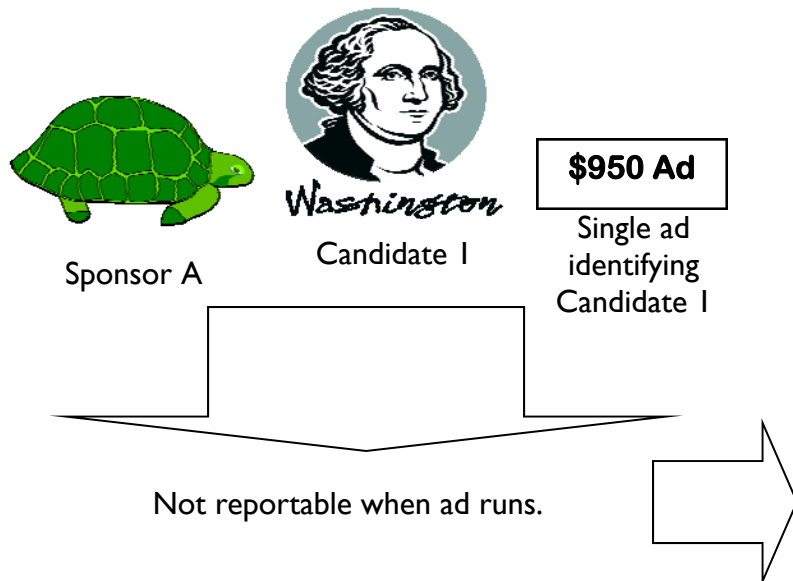 Washington
$950 Ad
Sponsor A
Candidate 1
Single ad
identifying
Candidate 1
Not reportable when ad runs.